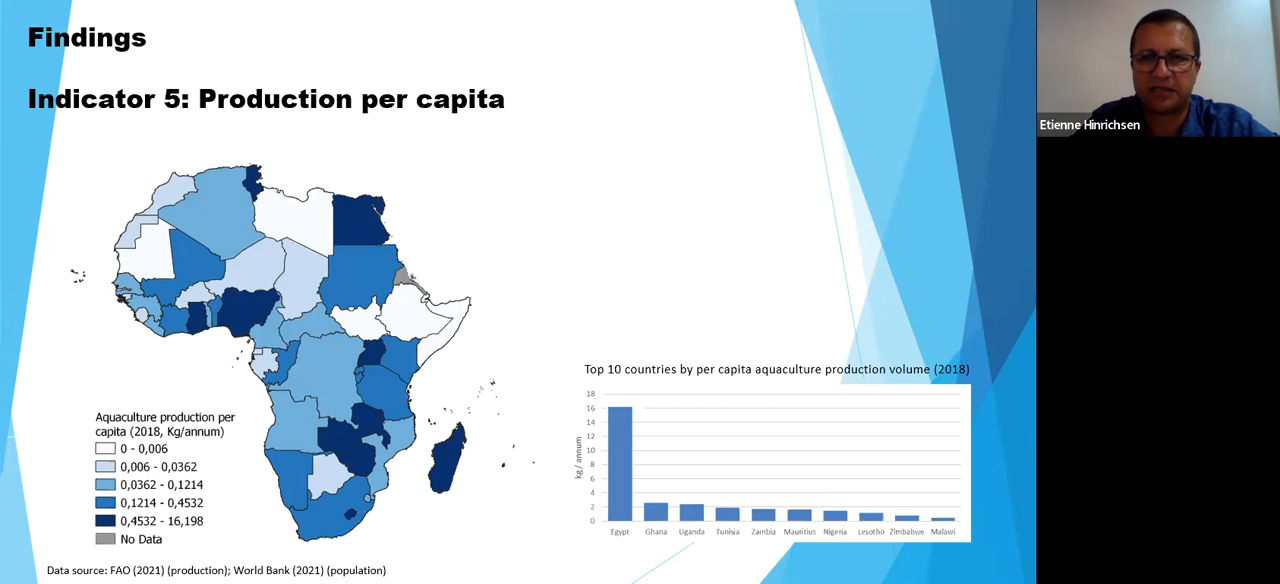 Findings
Indicator 5: Production per capita
Etienne Hinrichsen
Aquaculture production per
capita (2018, Kg/annum)
0 - 0,006
0,006 - 0,0362
0,0362 - 0,1214
0,1214 - 0,4532
0,4532 - 16,198
No Data
Data source: FAO (2021) (production); World Bank (2021) (population)
Top 10 countries by per capita aquaculture production volume (2018)
kg / annum
18
16
14
12
10
8
6
4
2
0
Egypt Ghana Uganda Tunisia Zambia Mauritius Nigeria Lesotho Zimbabwe Malawi